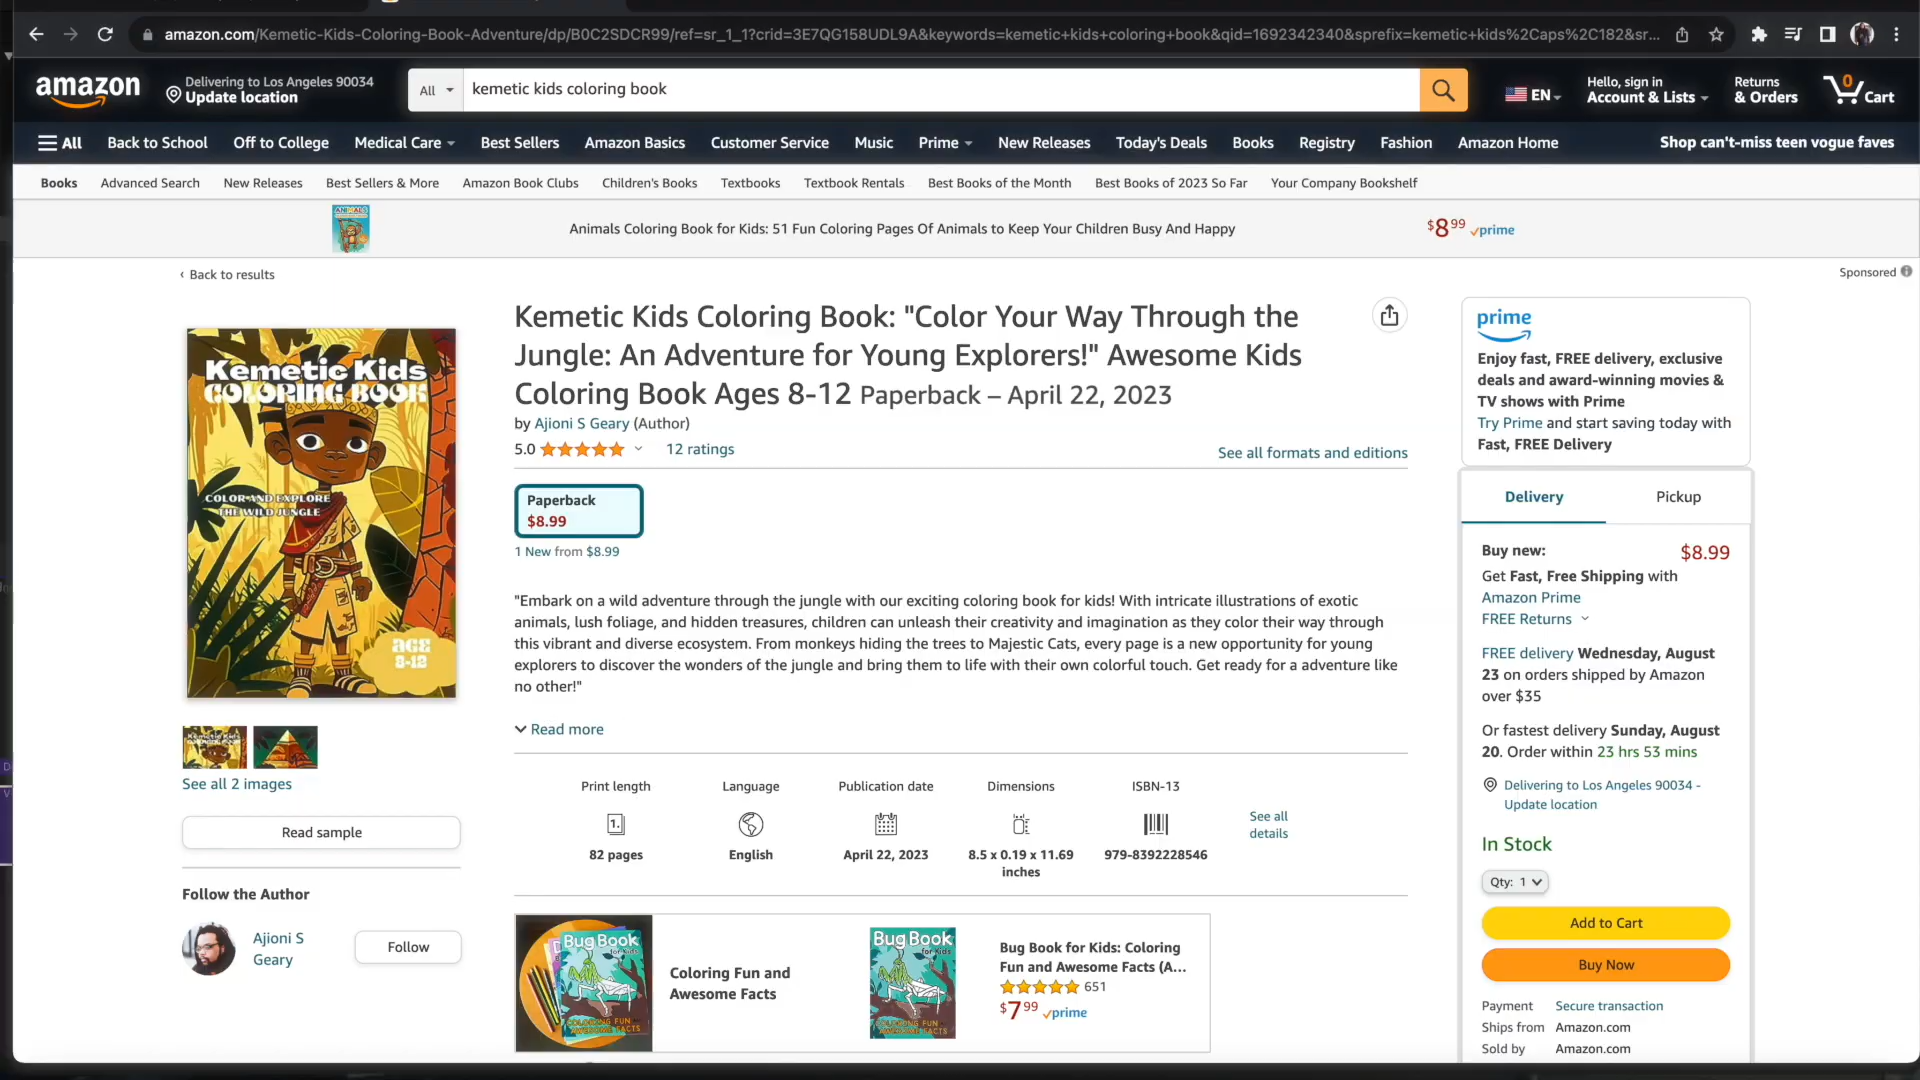 amazon.com/Kemetic-Kids-Coloring-Book-Adventure/dp/B0C2SDCR99/ref=sr_1_1?crid=3E7QG158UDL9A&keywords=kemetic+kids+coloring+book&qid=1692342340&sprefix=kemetic+kids%2Caps%2C182&sr...
amazon
Delivering to Los Angeles 90034
Update location
All
kemetic kids coloring book
EN
Hello, sign in
Account & Lists
Returns
& Orders
0
Cart
All Back to School Off to College Medical Care Best Sellers Amazon Basics Customer Service Music Prime New Releases Today's Deals Books Registry Fashion Amazon Home Shop can't-miss teen vogue faves
Books Advanced Search New Releases Best Sellers & More Amazon Book Clubs Children's Books Textbooks Textbook Rentals Best Books of the Month Best Books of 2023 So Far Your Company Bookshelf
ANIMALS
Animals Coloring Book for Kids: 51 Fun Coloring Pages Of Animals to Keep Your Children Busy And Happy
$8 99 prime
‹ Back to results
Sponsored
Kemetic Kids
COLORING BOOK
COLOR AND EXPLORE
THE WILD JUNGLE
AGE
8-12
See all 2 images
Read sample
Follow the Author
Ajioni S
Geary
Follow
Kemetic Kids Coloring Book: "Color Your Way Through the
Jungle: An Adventure for Young Explorers!" Awesome Kids
Coloring Book Ages 8-12 Paperback – April 22, 2023
by Ajioni S Geary (Author)
5.0 12 ratings
See all formats and editions
Paperback
$8.99
1 New from $8.99
"Embark on a wild adventure through the jungle with our exciting coloring book for kids! With intricate illustrations of exotic
animals, lush foliage, and hidden treasures, children can unleash their creativity and imagination as they color their way through
this vibrant and diverse ecosystem. From monkeys hiding the trees to Majestic Cats, every page is a new opportunity for young
explorers to discover the wonders of the jungle and bring them to life with their own colorful touch. Get ready for a adventure like
no other!"
Read more
Print length
1.
82 pages
Language
English
Publication date
April 22, 2023
Dimensions
8.5 x 0.19 x 11.69
inches
ISBN-13
979-8392228546
See all
details
Bug Book
for Kids
COLORING FUN
AWESOME FACTS
Coloring Fun and
Awesome Facts
Bug Book
for Kids
COLORING FUN
AWESOME FACTS
Bug Book for Kids: Coloring
Fun and Awesome Facts (A...
651
$7 99 prime
prime
Enjoy fast, FREE delivery, exclusive
deals and award-winning movies &
TV shows with Prime
Try Prime and start saving today with
Fast, FREE Delivery
Delivery Pickup
Buy new: $8.99
Get Fast, Free Shipping with
Amazon Prime
FREE Returns
FREE delivery Wednesday, August
23 on orders shipped by Amazon
over $35
Or fastest delivery Sunday, August
20. Order within 23 hrs 53 mins
Delivering to Los Angeles 90034 -
Update location
In Stock
Qty: 1
Add to Cart
Buy Now
Payment Secure transaction
Ships from Amazon.com
Sold by Amazon.com